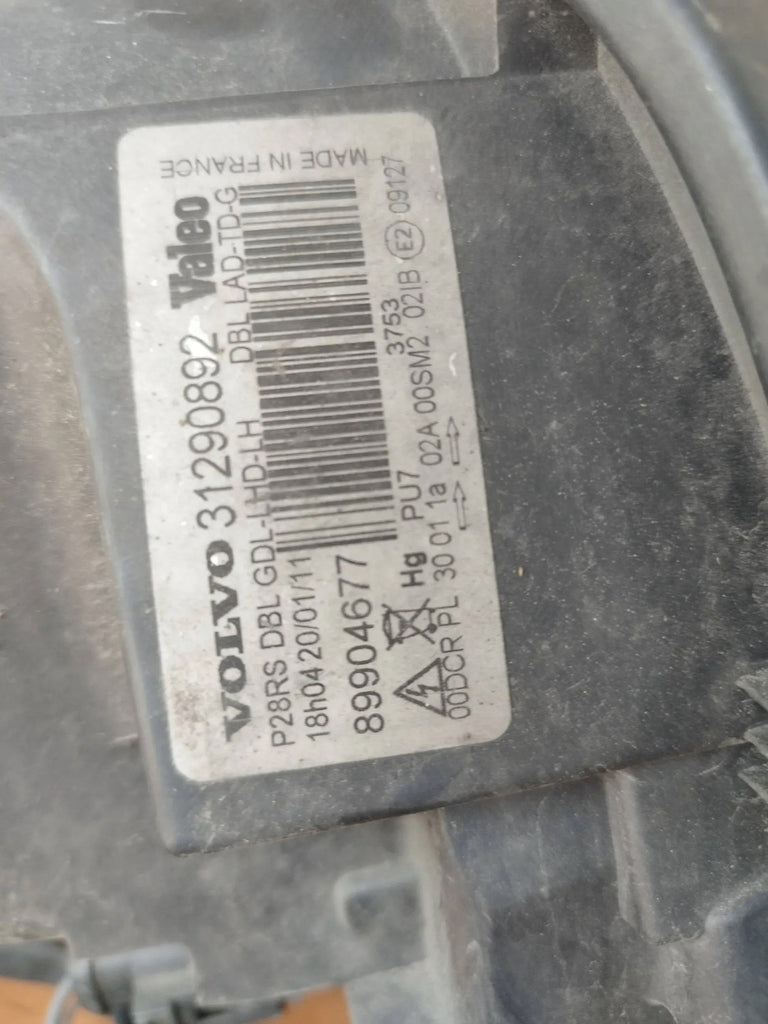 VOLVO 31290892 Valeo
P28RS DBL GDL-LHD-LH DBL LAD-TD-G
18h04 20/01/11
89904677
Hg PU7 3753
00DCR PL 30 01 1a 02A 00SM2 02IB E2 09127
MADE IN FRANCE